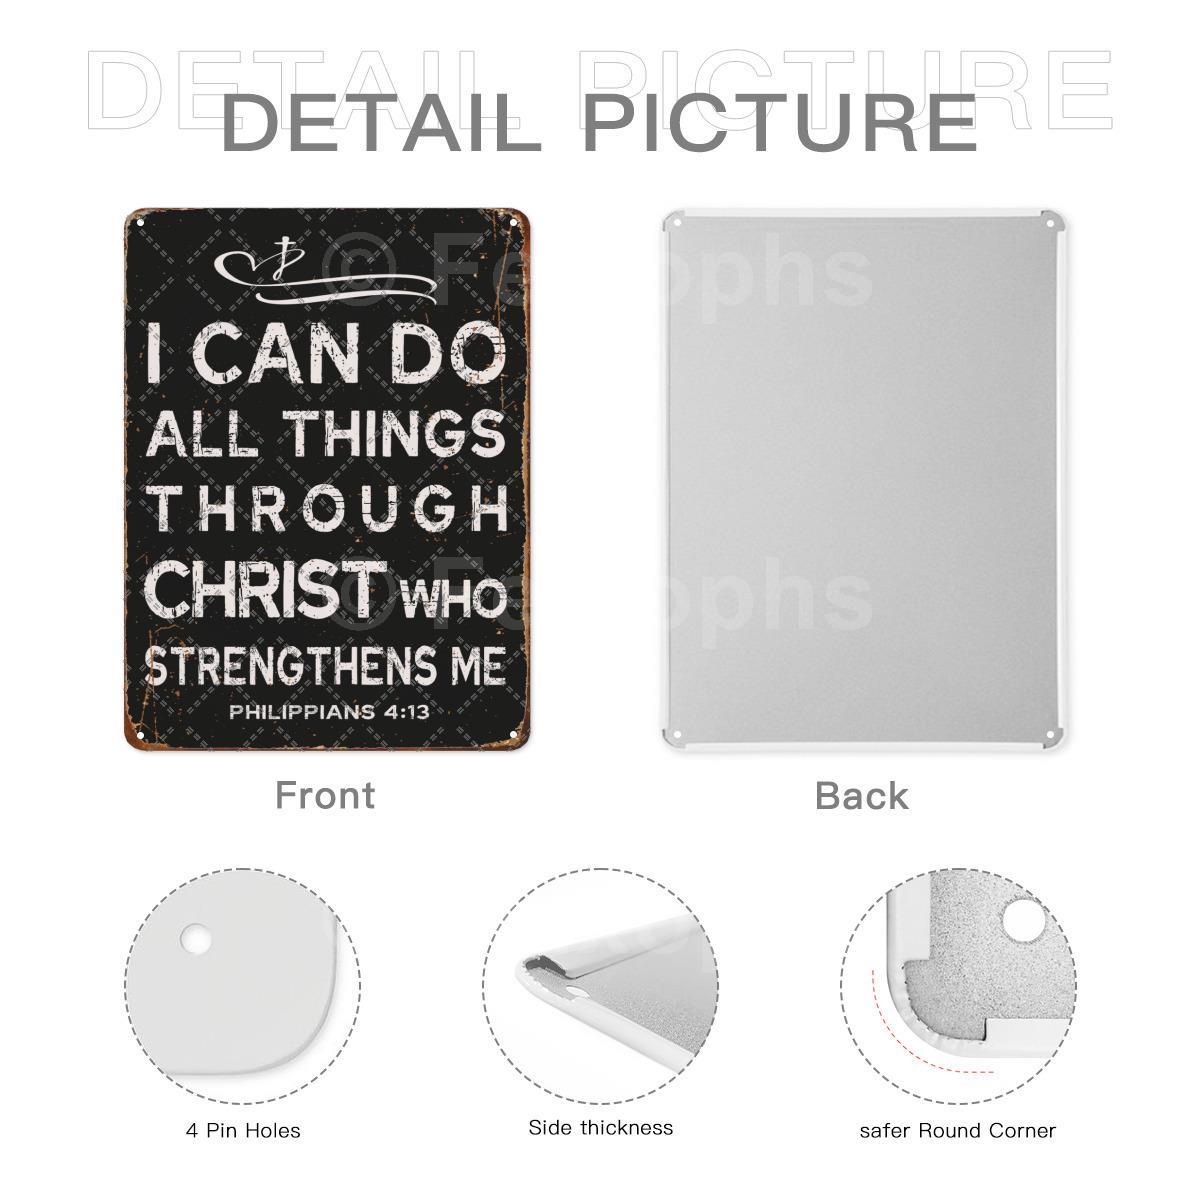 DETAIL PICTURE
DETAIL PICTURE
I CAN DO
ALL THINGS
THROUGH
CHRIST WHO
STRENGTHENS ME
PHILIPPIANS 4:13
Front
Back
4 Pin Holes
Side thickness
safer Round Corner